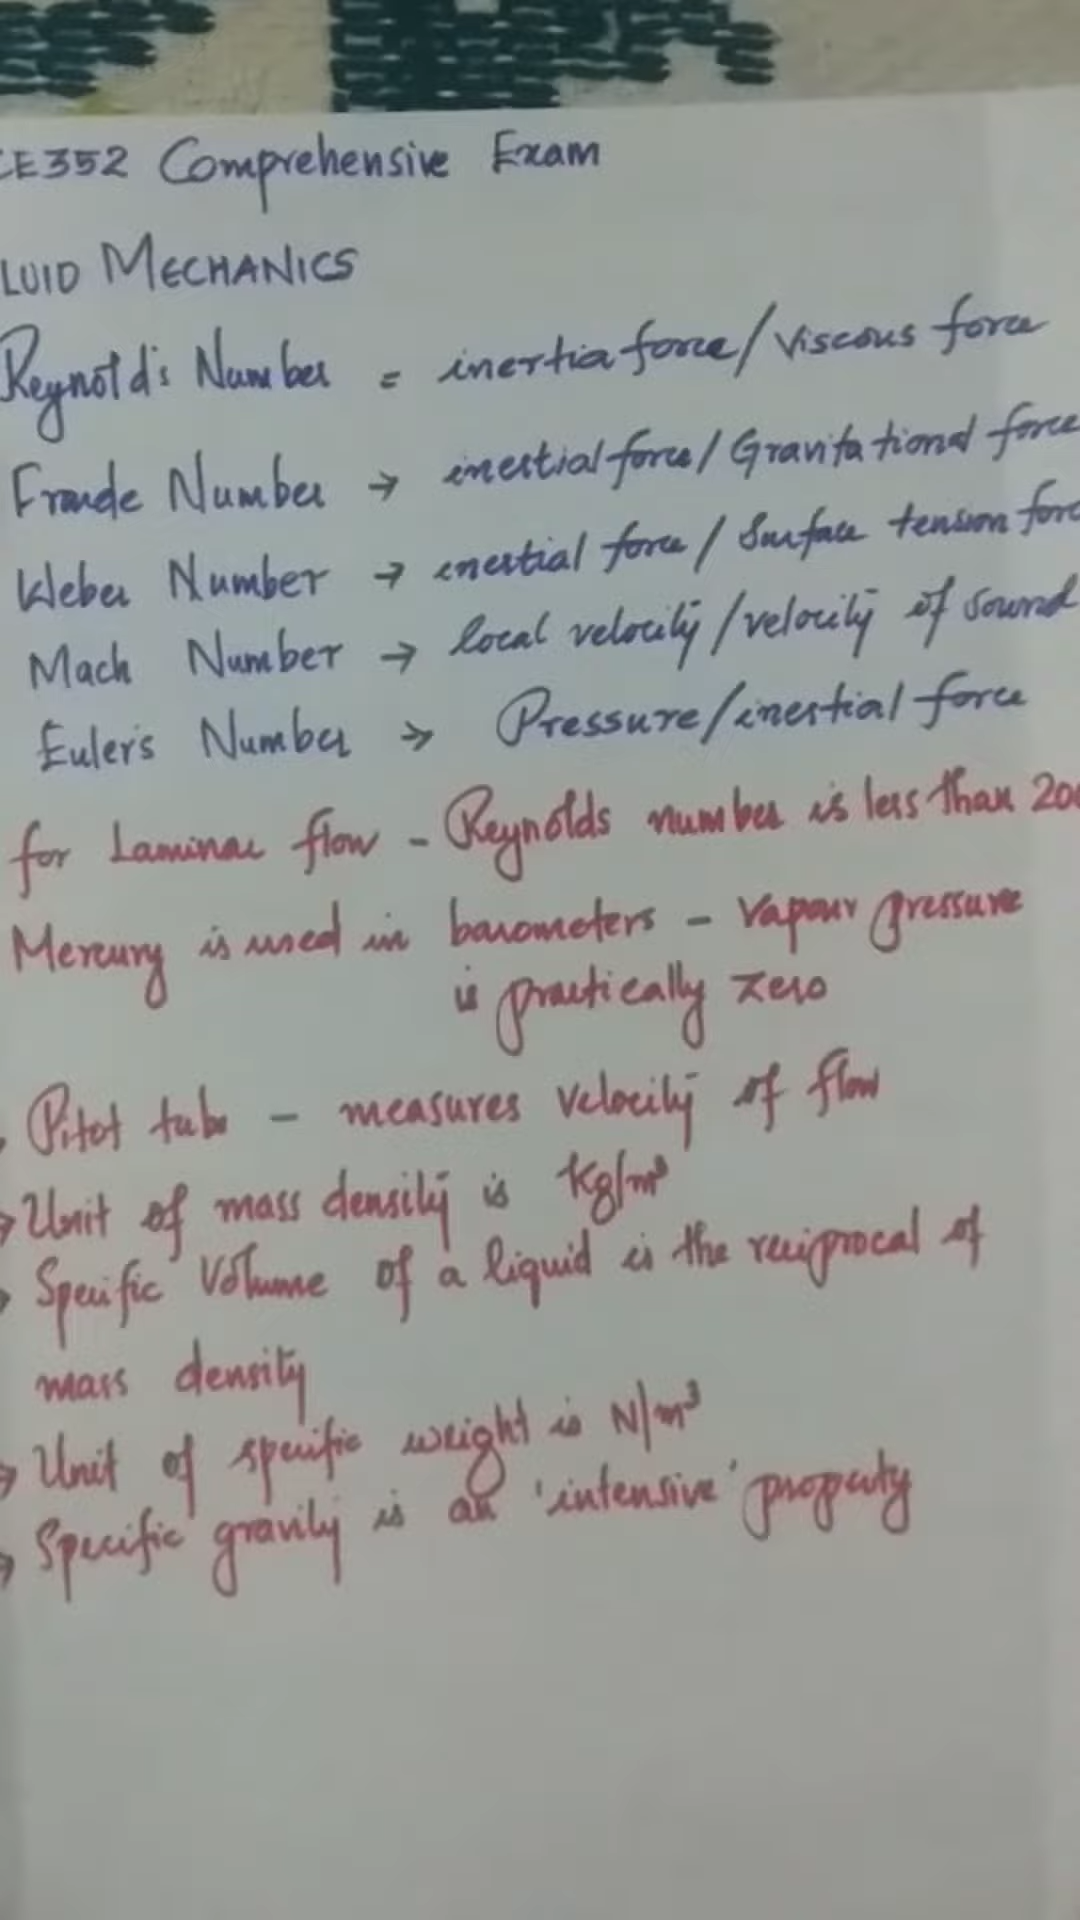 CE352 Comprehensive Exam
LUID MECHANICS
Reynold's Number = inertia force/Viscous force
Froude Number → inertial force/Gravitational force
Weber Number → inertial force/Surface tension forc
Mach Number → local velocity/velocity of sound
Euler's Number → Pressure/inertial force
for Laminar flow - Reynolds number is less than 200
Mercury is used in barometers - Vapour pressure
is practically zero
Pitot tube - measures velocity of flow
→ Unit of mass density is kg/m³
Specific Volume of a liquid is the reciprocal of
mass density
→ Unit of specific weight is N/m³
→ Specific gravity is an 'intensive' property